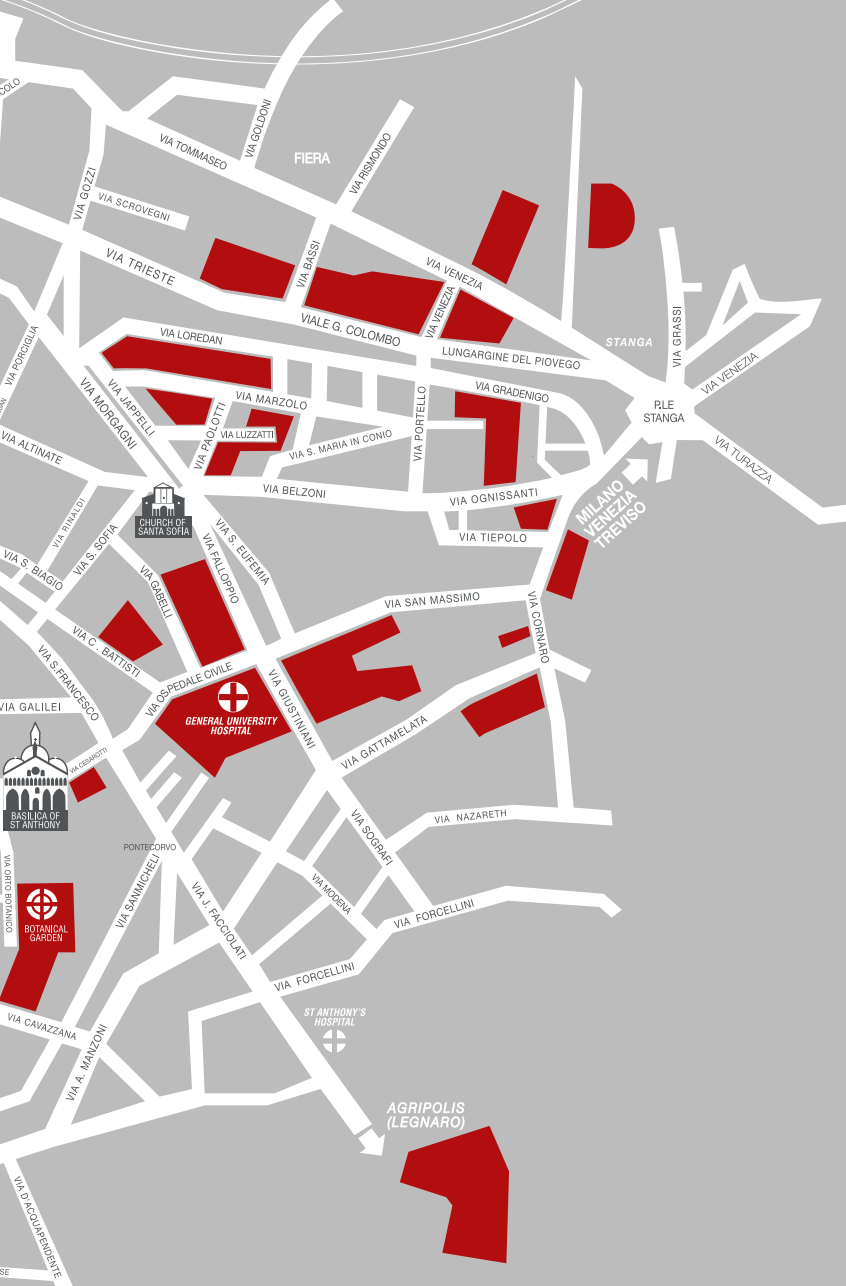 COLO
VIA GOLDONI
VIA TOMMASEO
FIERA
VIA RISMONDO
VIA GOZZI
VIA SCROVEGNI
VIA TRIESTE
VIA BASSI
VIA VENEZIA
VIA VENEZIA
VIALE G. COLOMBO
VIA LOREDAN
VIA PORCIGLIA
LUNGARGINE DEL PIOVEGO
STANGA
VIA GRASSI
VIA VENEZIA
P.LE
STANGA
VIA TURAZZA
VIA GRADENIGO
VIA MORGAGNI
VIA JAPPELLI
VIA MARZOLO
VIA PAOLOTTI
VIA LUZZATTI
VIA S. MARIA IN CONIO
VIA PORTELLO
VIA ALTINATE
VIA BELZONI
VIA OGNISSANTI
MILANO
VENEZIA
TREVISO
VIA RINALDI
CHURCH OF
SANTA SOFIA
VIA S. SOFIA
VIA S. EUFEMIA
VIA FALLOPPIO
VIA TIEPOLO
VIA S. BIAGIO
VIA GABELLI
VIA SAN MASSIMO
VIA CORNARO
VIA C. BATTISTI
VIA S.FRANCESCO
VIA OSPEDALE CIVILE
VIA GALILEI
GENERAL UNIVERSITY
HOSPITAL
VIA GIUSTINIANI
VIA GATTAMELATA
VIA CESAROTTI
BASILICA OF
ST ANTHONY
VIA NAZARETH
VIA SOGRAFI
PONTECORVO
VIA ORTO BOTANICO
VIA SANMICHELI
VIA J. FACCIOLATI
VIA MODENA
VIA FORCELLINI
BOTANICAL
GARDEN
VIA FORCELLINI
VIA CAVAZZANA
VIA A. MANZONI
ST ANTHONY'S
HOSPITAL
AGRIPOLIS
(LEGNARO)
VIA D'ACQUAPENDENTE
SE